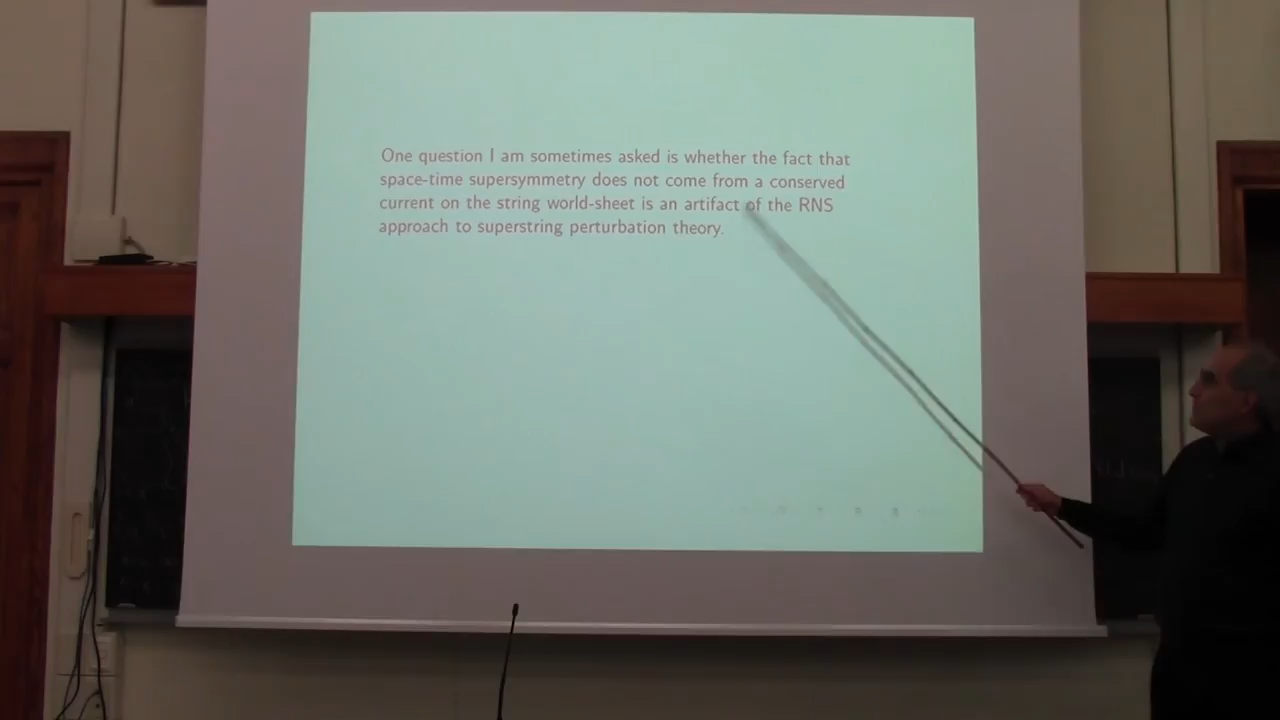 One question I am sometimes asked is whether the fact that
space-time supersymmetry does not come from a conserved
current on the string world-sheet is an artifact of the RNS
approach to superstring perturbation theory.